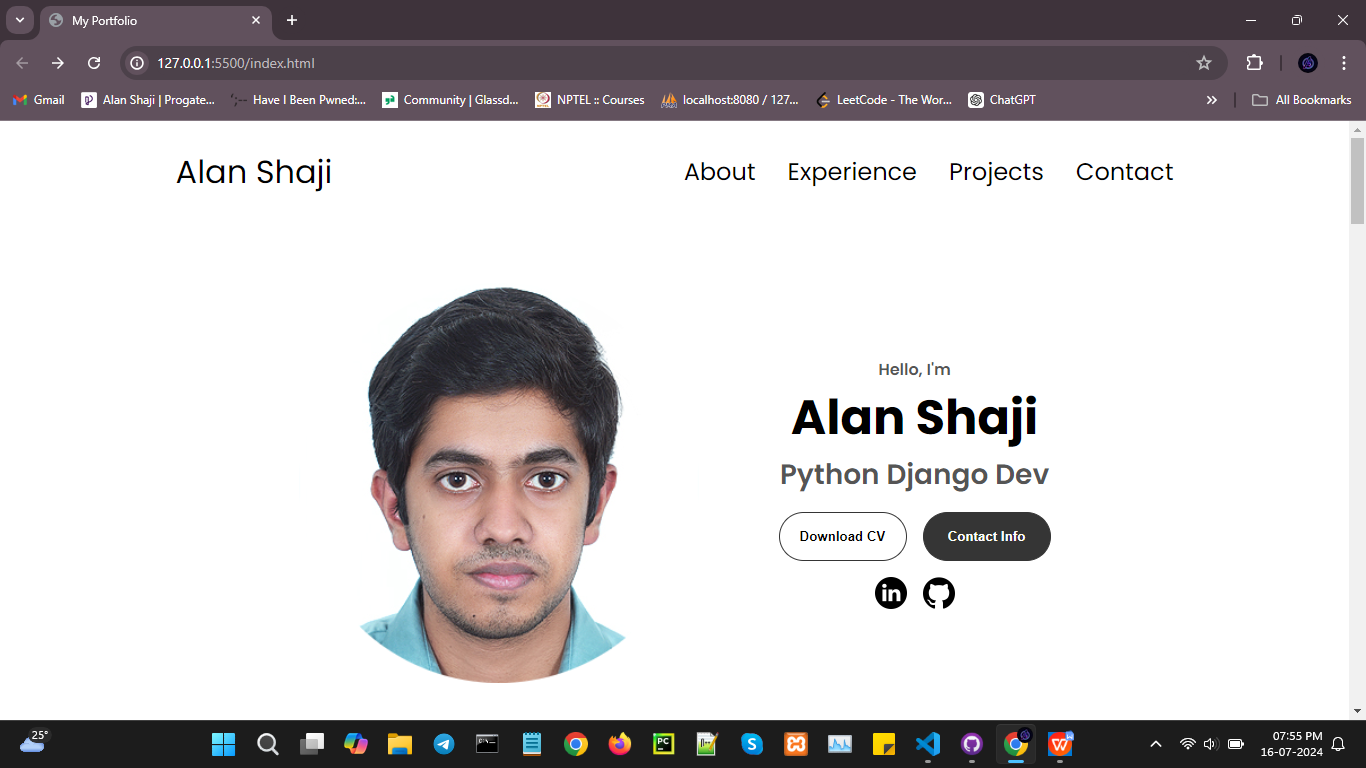 My Portfolio
127.0.0.1:5500/index.html
Gmail
Alan Shaji | Progate...
Have I Been Pwned:...
Community | Glassd...
NPTEL :: Courses
localhost:8080 / 127...
LeetCode - The Wor...
ChatGPT
All Bookmarks
Alan Shaji
About
Experience
Projects
Contact
Hello, I'm
Alan Shaji
Python Django Dev
Download CV
Contact Info
in
25°
PC
07:55 PM
16-07-2024